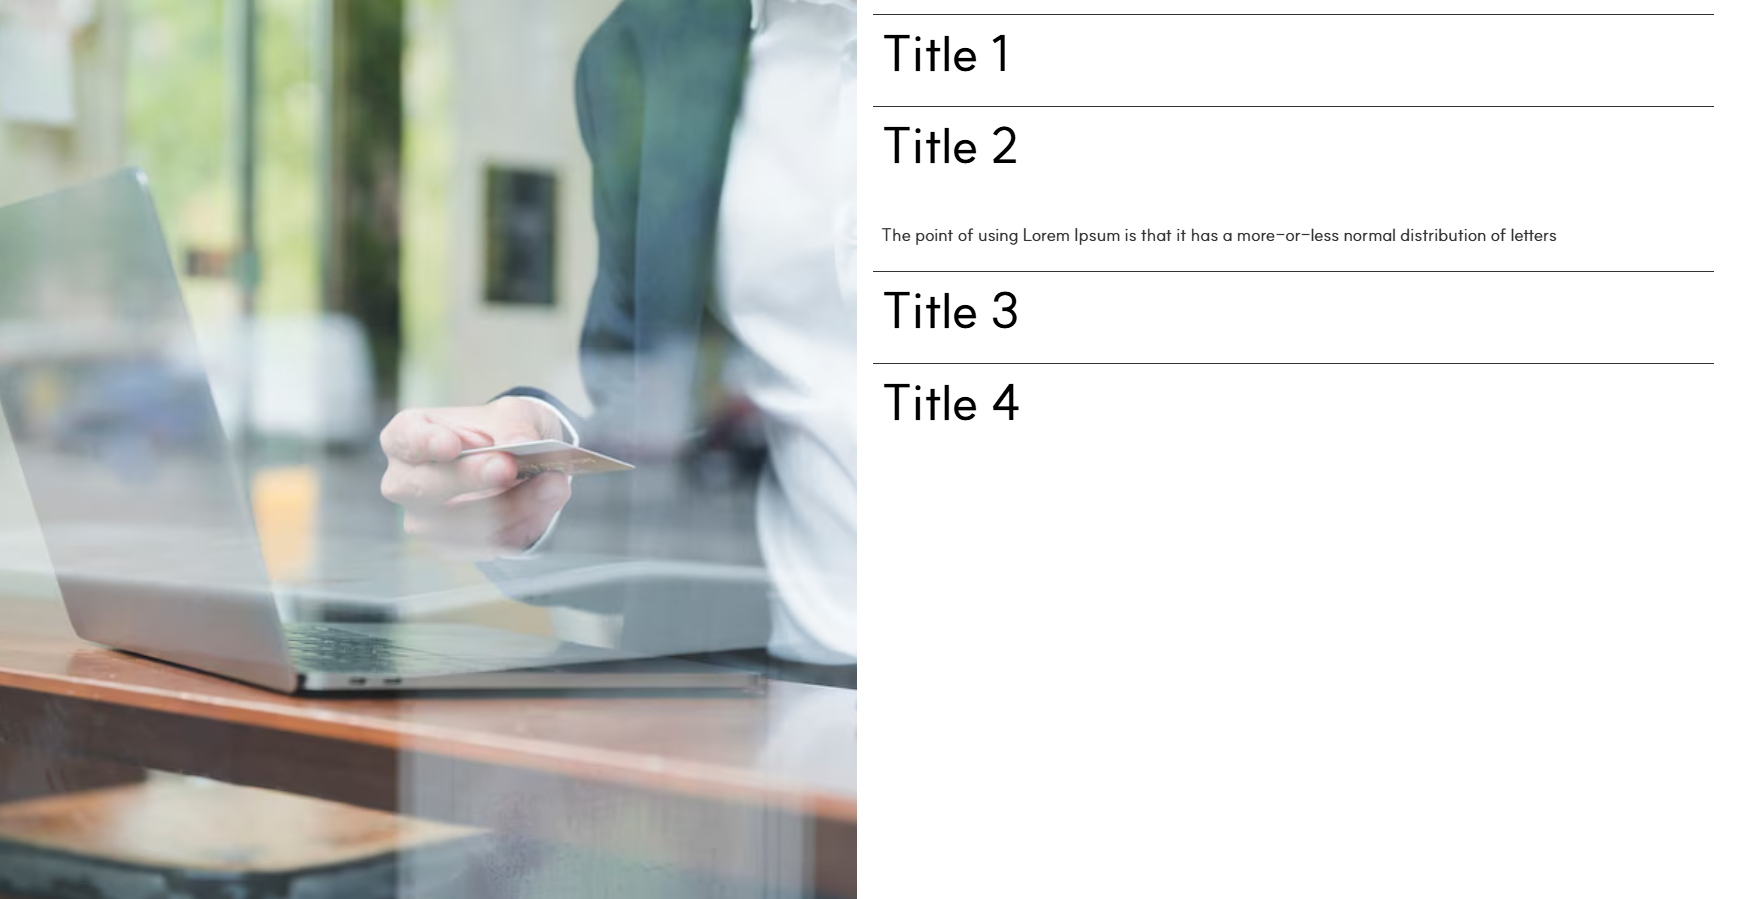 Title 1
Title 2
The point of using Lorem Ipsum is that it has a more-or-less normal distribution of letters
Title 3
Title 4